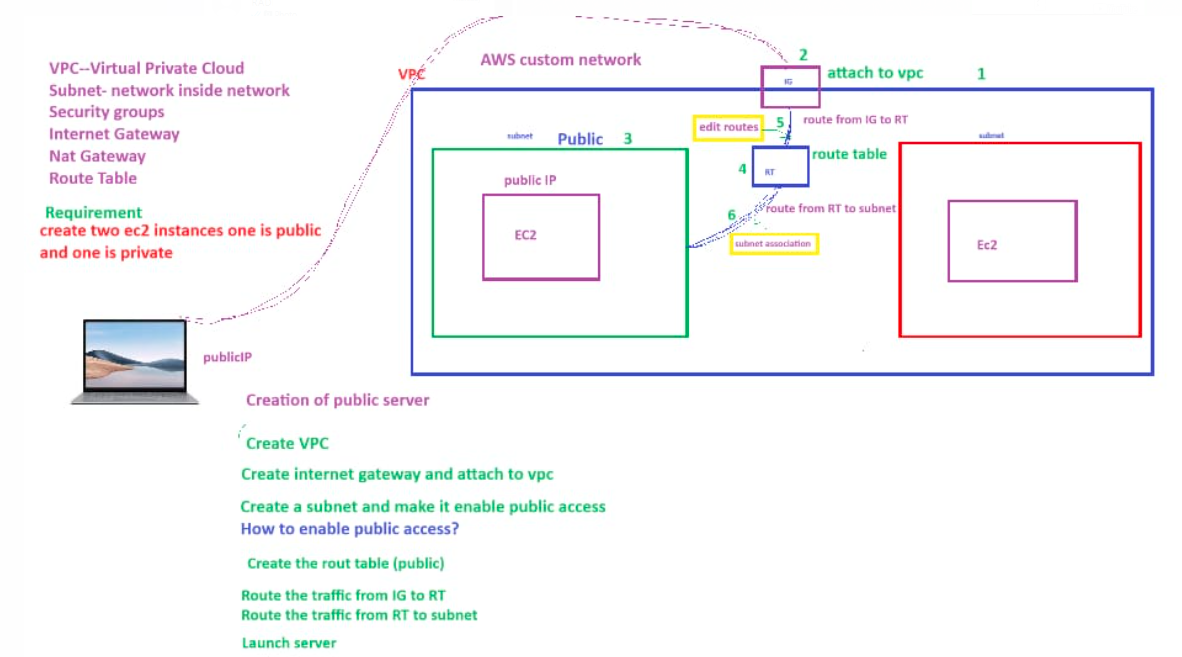 AWS custom network
VPC--Virtual Private Cloud
Subnet- network inside network
Security groups
Internet Gateway
Nat Gateway
Route Table
Requirement
create two ec2 instances one is public
and one is private
VPC
2
IG
attach to vpc
1
edit routes
5
route from IG to RT
subnet
Public
3
subnet
4
RT
route table
public IP
EC2
6
route from RT to subnet
subnet association
Ec2
publicIP
Creation of public server
Create VPC
Create internet gateway and attach to vpc
Create a subnet and make it enable public access
How to enable public access?
Create the rout table (public)
Route the traffic from IG to RT
Route the traffic from RT to subnet
Launch server